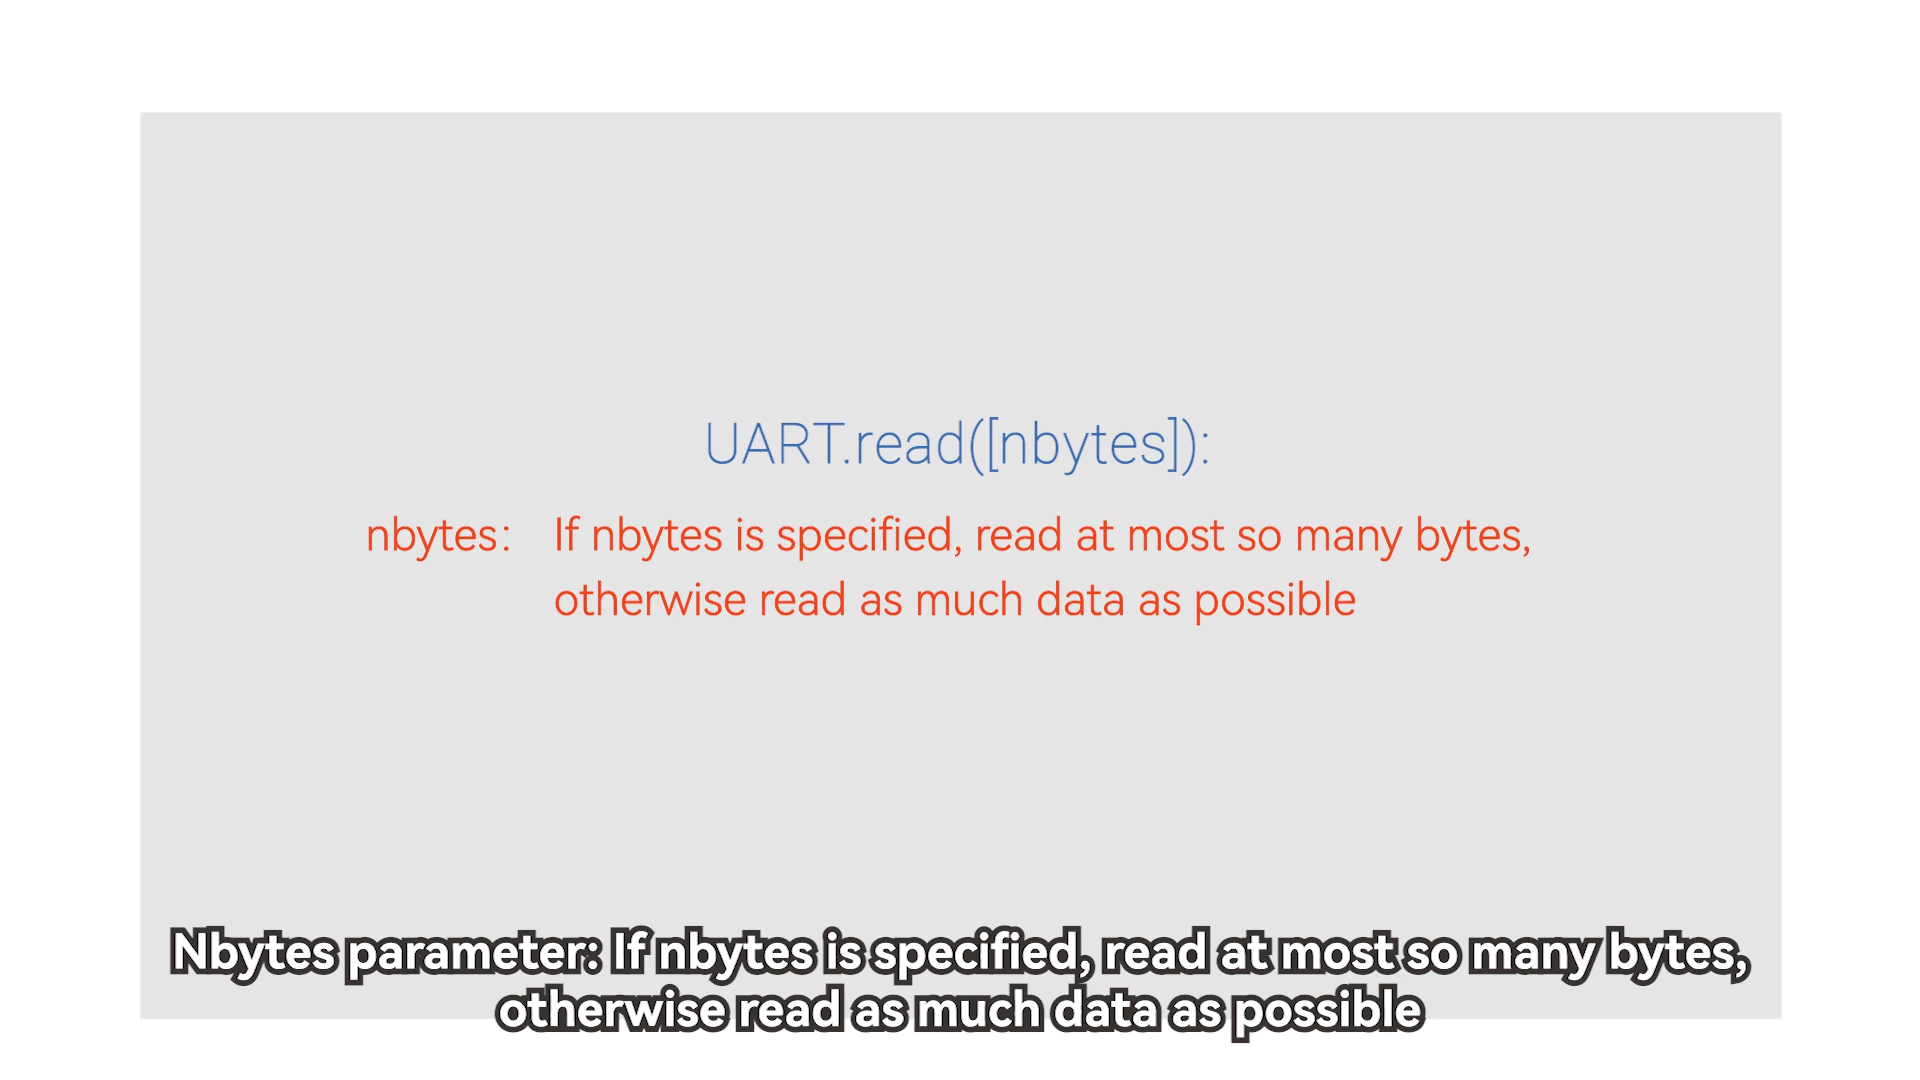 UART.read([nbytes]):
nbytes: If nbytes is specified, read at most so many bytes,
otherwise read as much data as possible
Nbytes parameter: If nbytes is specified, read at most so many bytes,
otherwise read as much data as possible